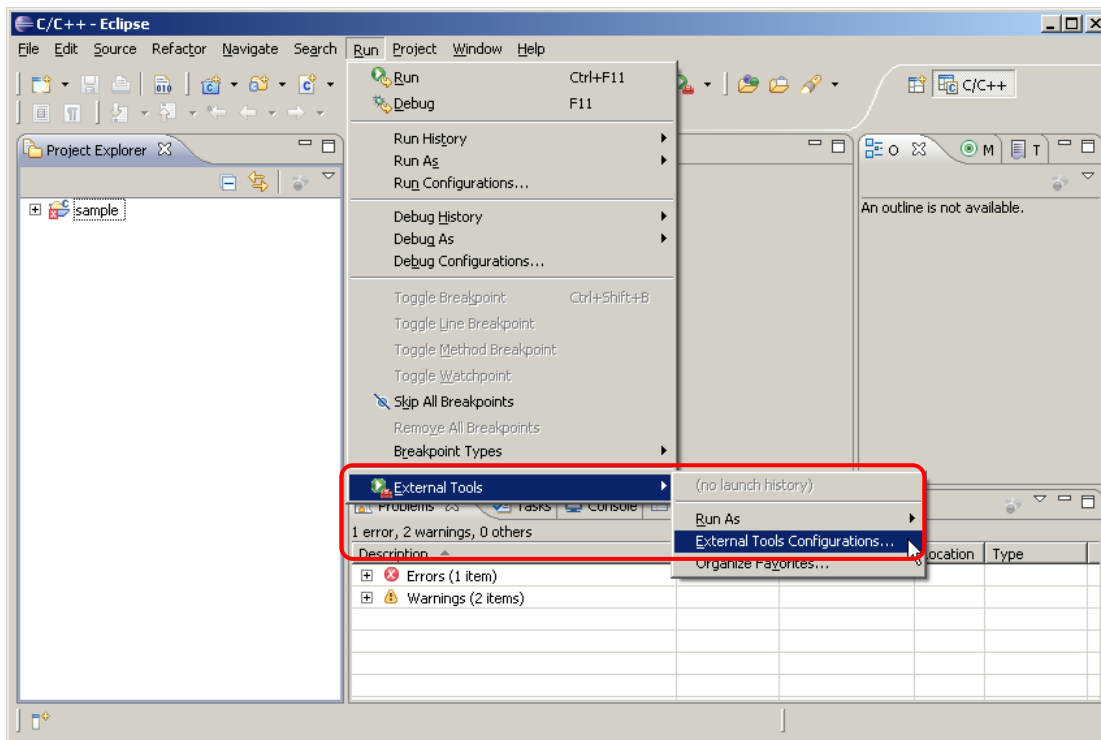 C/C++ - Eclipse
File Edit Source Refactor Navigate Search Run Project Window Help
Run Ctrl+F11
Debug F11
Run History
Run As
Run Configurations...
Debug History
Debug As
Debug Configurations...
Toggle Breakpoint Ctrl+Shift+B
Toggle Line Breakpoint
Toggle Method Breakpoint
Toggle Watchpoint
Skip All Breakpoints
Remove All Breakpoints
Breakpoint Types
External Tools
(no launch history)
Run As
External Tools Configurations...
Organize Favorites...
010
C/C++
Project Explorer
sample
O M T
An outline is not available.
Problems Tasks Console
1 error, 2 warnings, 0 others
Description Location Type
Errors (1 item)
Warnings (2 items)